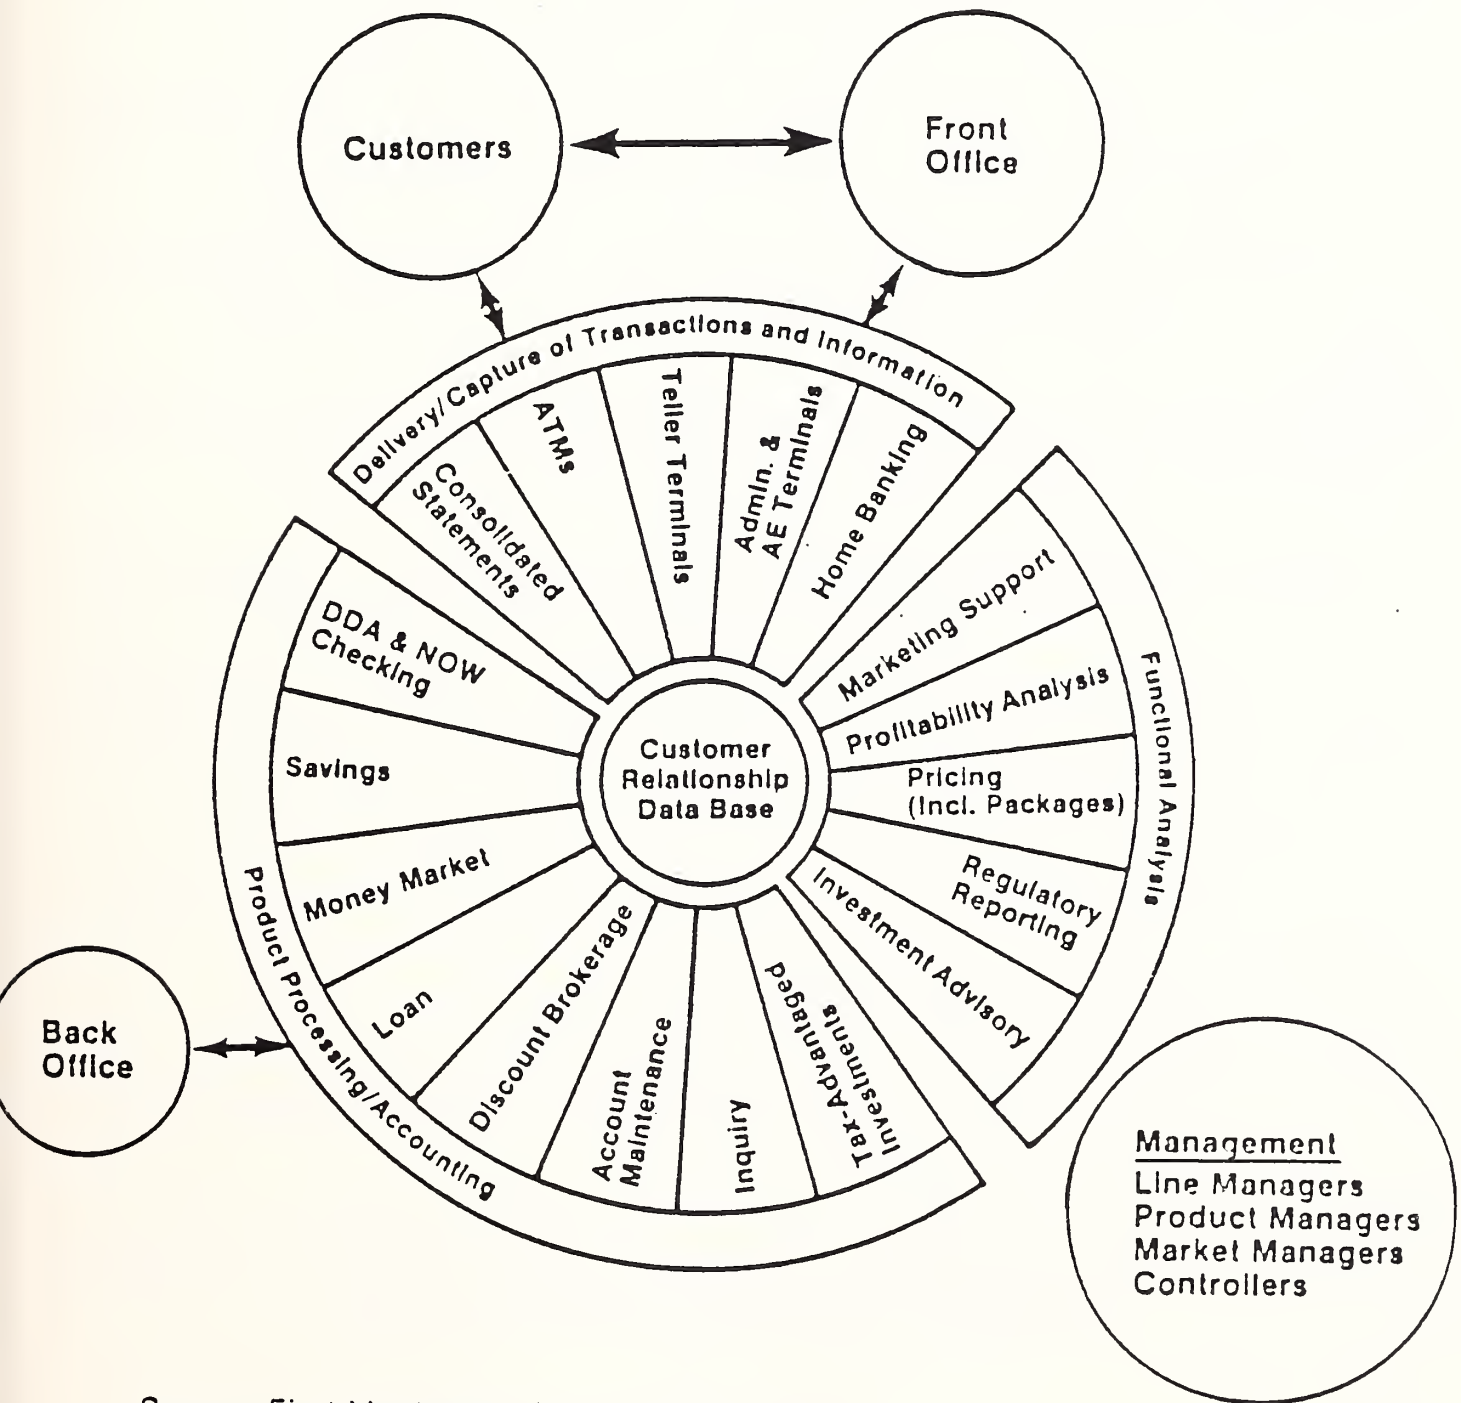 Customers
Front
Office
Delivery/Capture of Transactions and Information
Consolidated
Statements
ATMs
Teller Terminals
Admin. &
AE Terminals
Home Banking
Functional Analysis
Marketing Support
Profitability Analysis
Pricing
(Incl. Packages)
Regulatory
Reporting
Investment Advisory
Customer
Relationship
Data Base
Product Processing/Accounting
DDA & NOW
Checking
Savings
Money Market
Loan
Discount Brokerage
Account
Maintenance
Inquiry
Tax-Advantaged
Investments
Back
Office
Management
Line Managers
Product Managers
Market Managers
Controllers